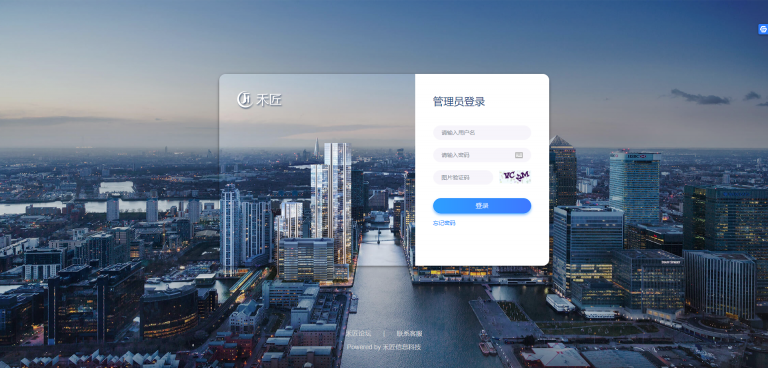 禾匠
管理员登录
请输入用户名
请输入密码
图片验证码
登录
忘记密码
禾匠论坛 | 联系客服
Powered by 禾匠信息科技